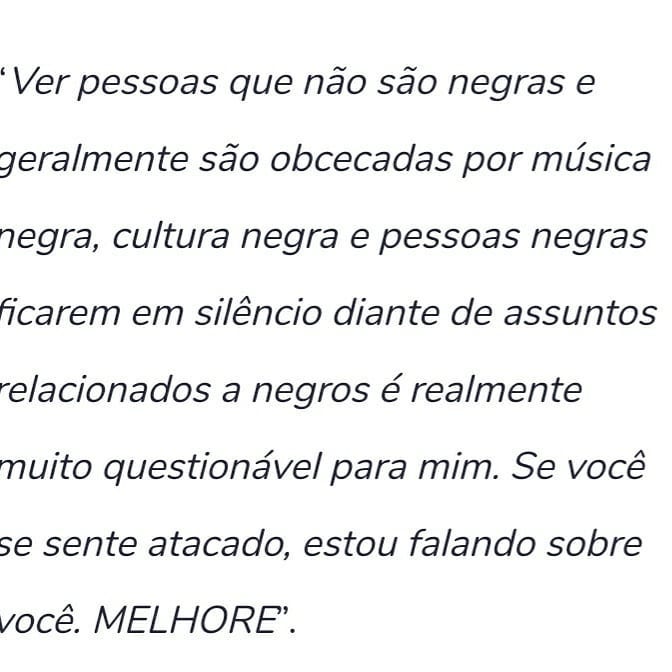 “Ver pessoas que não são negras e
geralmente são obcecadas por música
negra, cultura negra e pessoas negras
ficarem em silêncio diante de assuntos
relacionados a negros é realmente
muito questionável para mim. Se você
se sente atacado, estou falando sobre
você. MELHORE”.